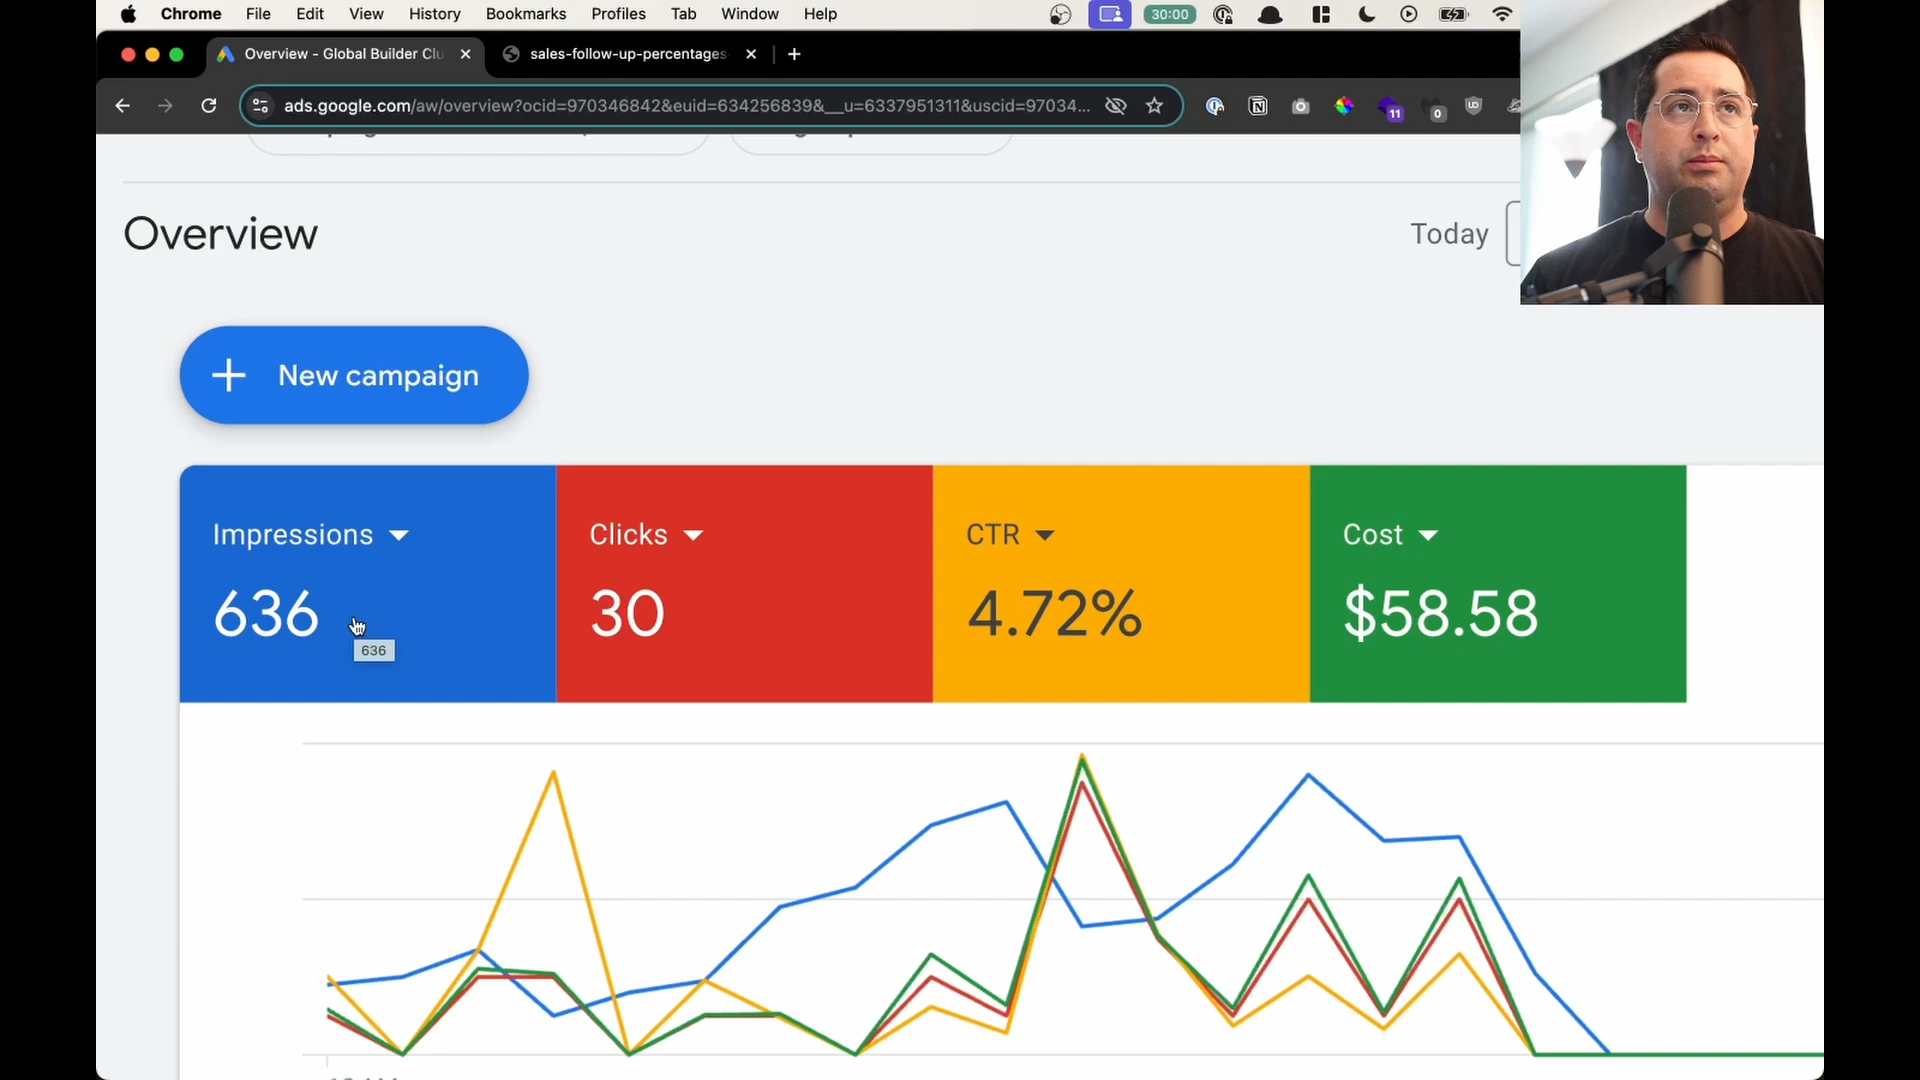 Chrome File Edit View History Bookmarks Profiles Tab Window Help 30:00
Overview - Global Builder Clu sales-follow-up-percentages-
ads.google.com/aw/overview?ocid=970346842&euid=634256839&__u=6337951311&uscid=97034... 11 0
Overview
Today
New campaign
Impressions Clicks CTR Cost
636 30 4.72% $58.58
636